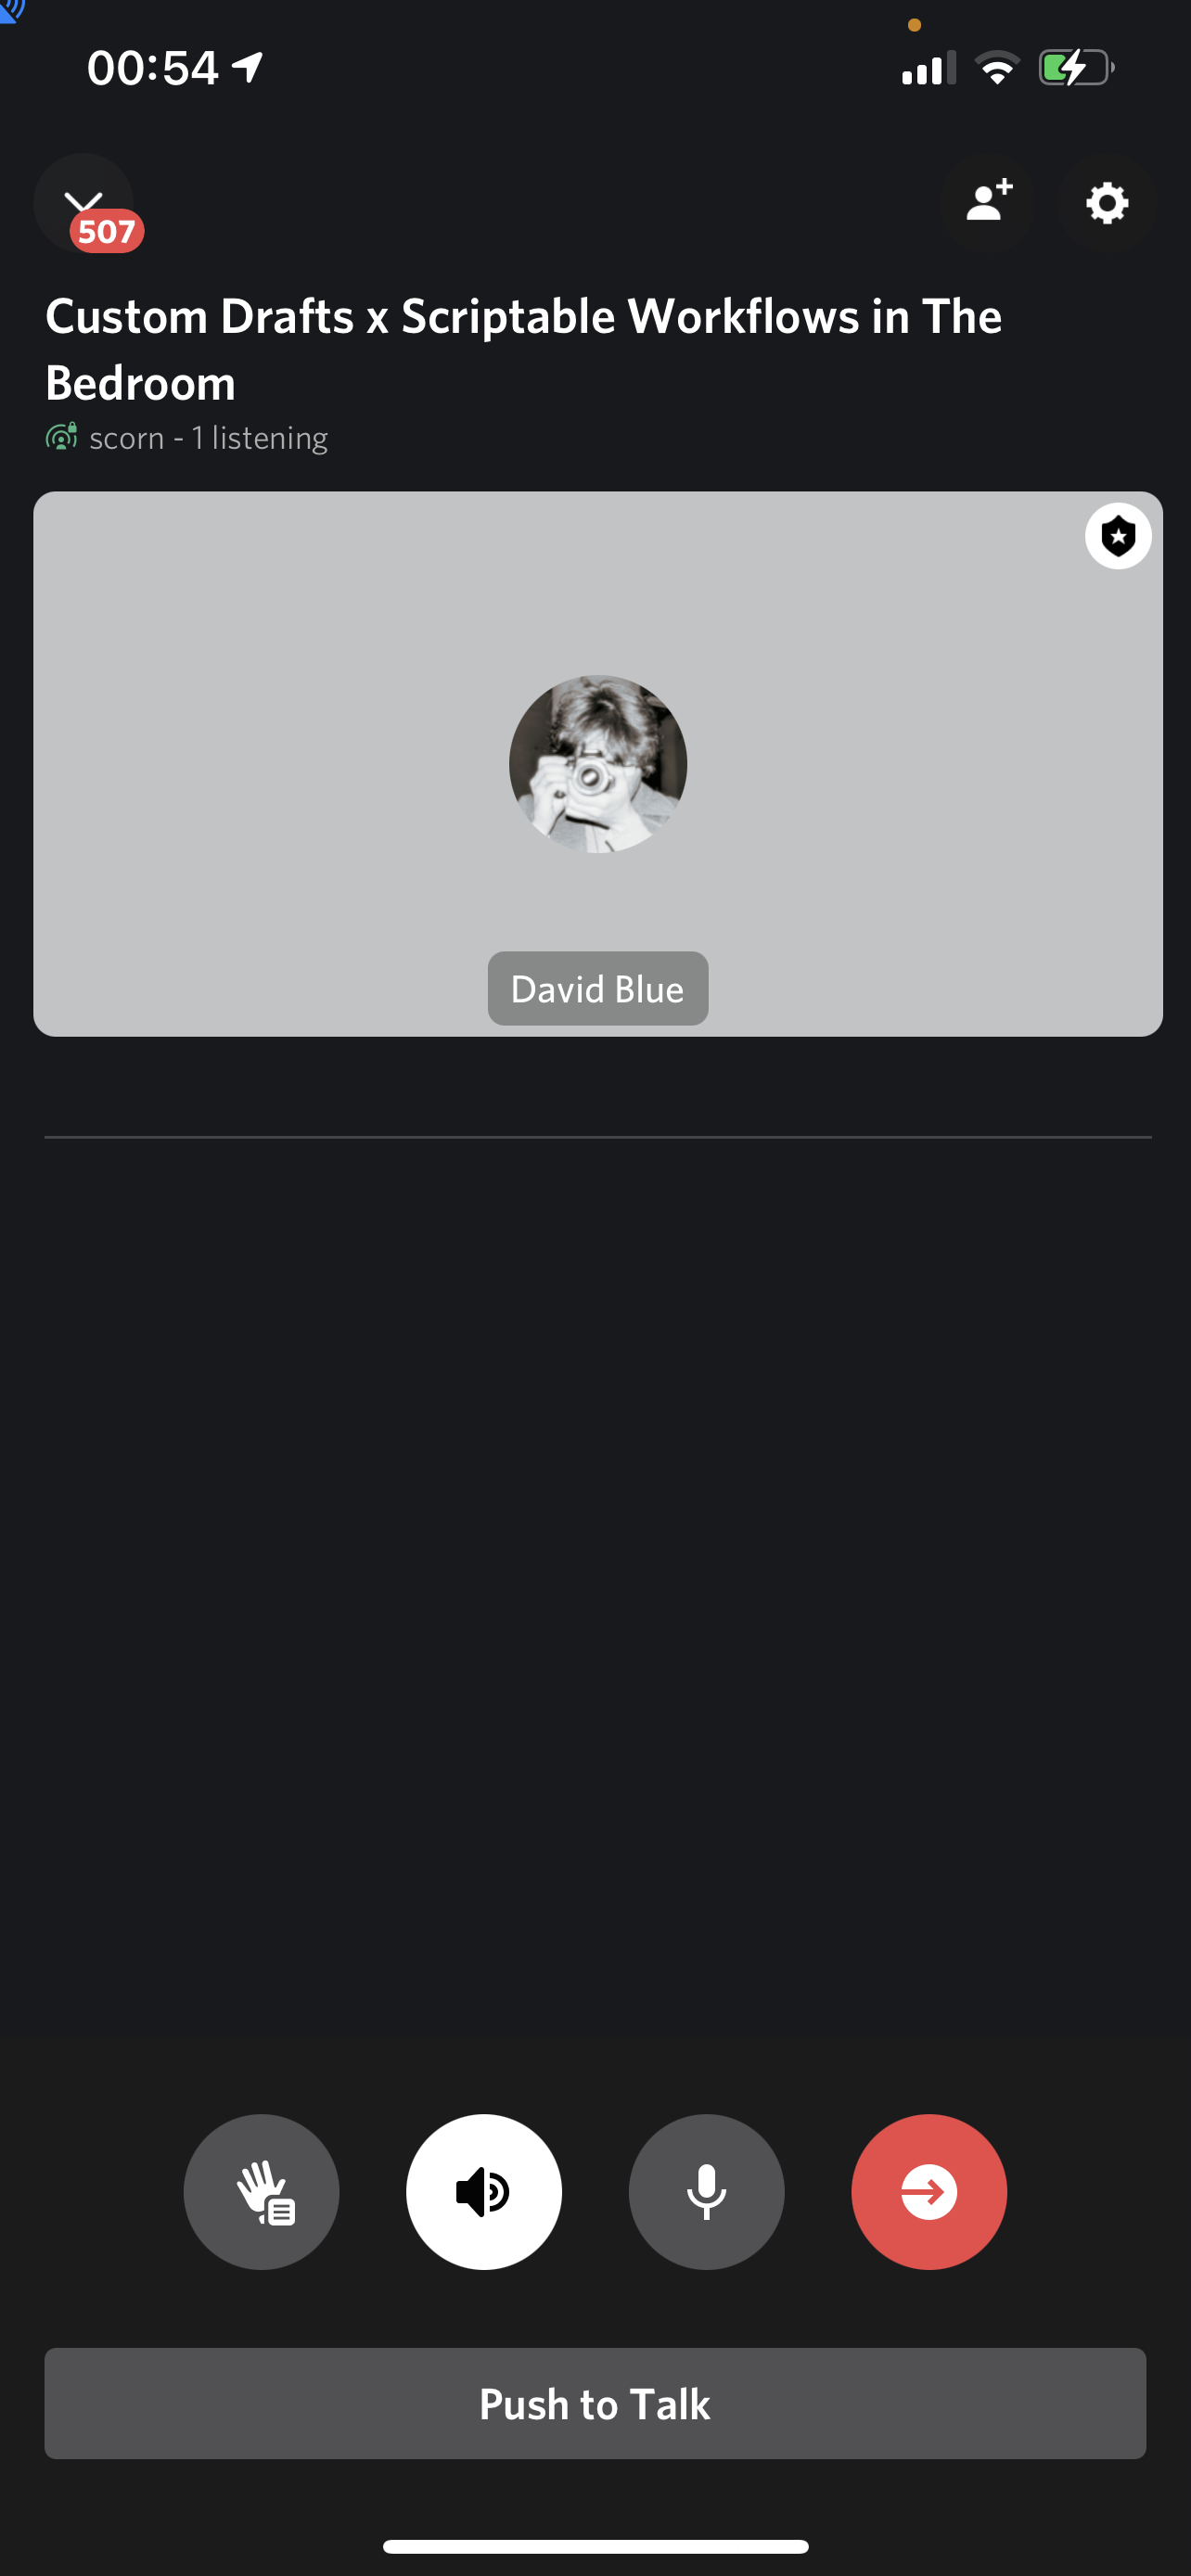 00:54
507
Custom Drafts x Scriptable Workflows in The
Bedroom
scorn - 1 listening
David Blue
Push to Talk